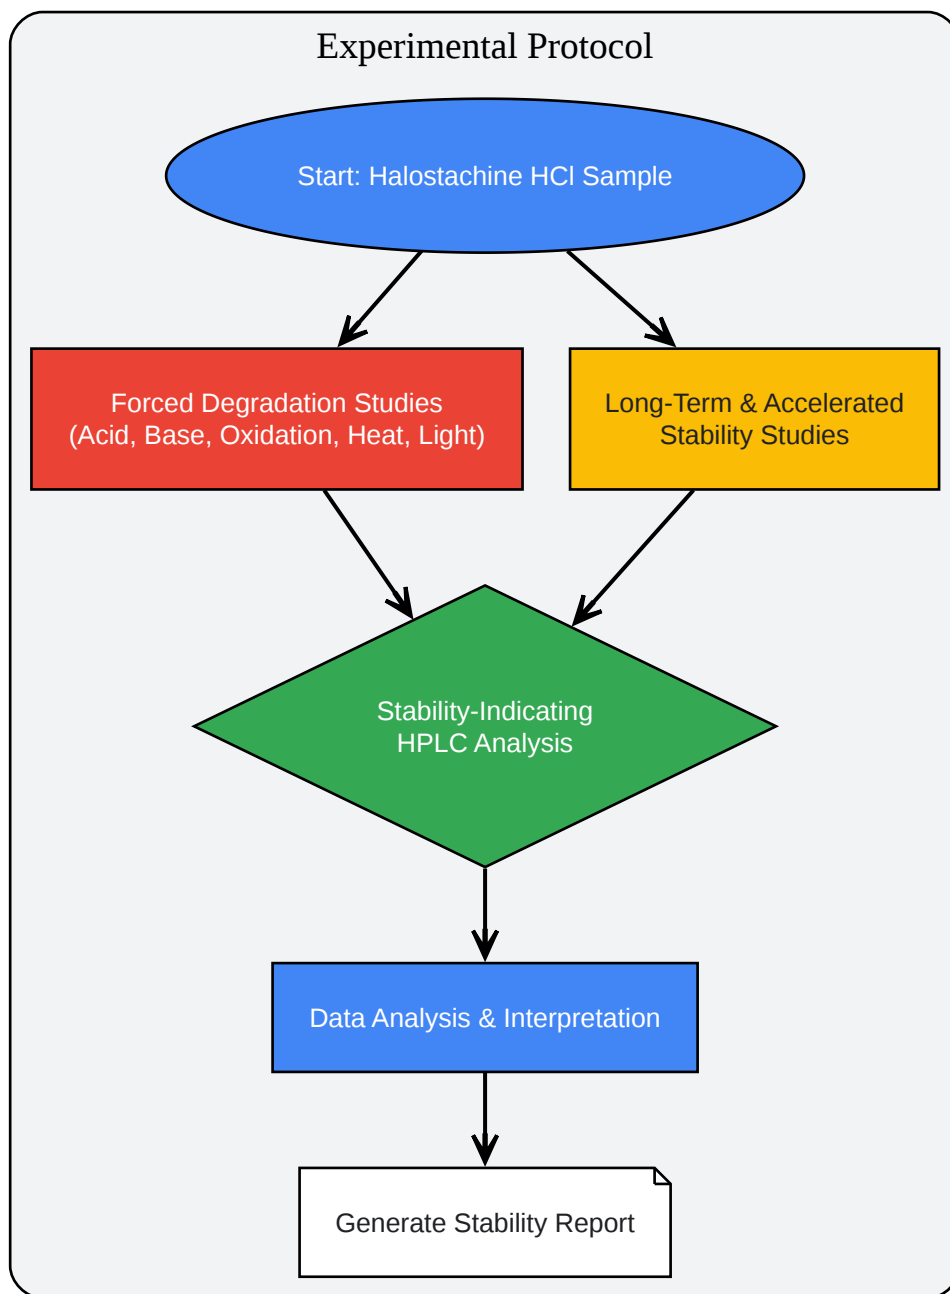 Experimental Protocol
Start: Halostachine HCl Sample
Forced Degradation Studies
(Acid, Base, Oxidation, Heat, Light)
Long-Term & Accelerated
Stability Studies
Stability-Indicating
HPLC Analysis
Data Analysis & Interpretation
Generate Stability Report